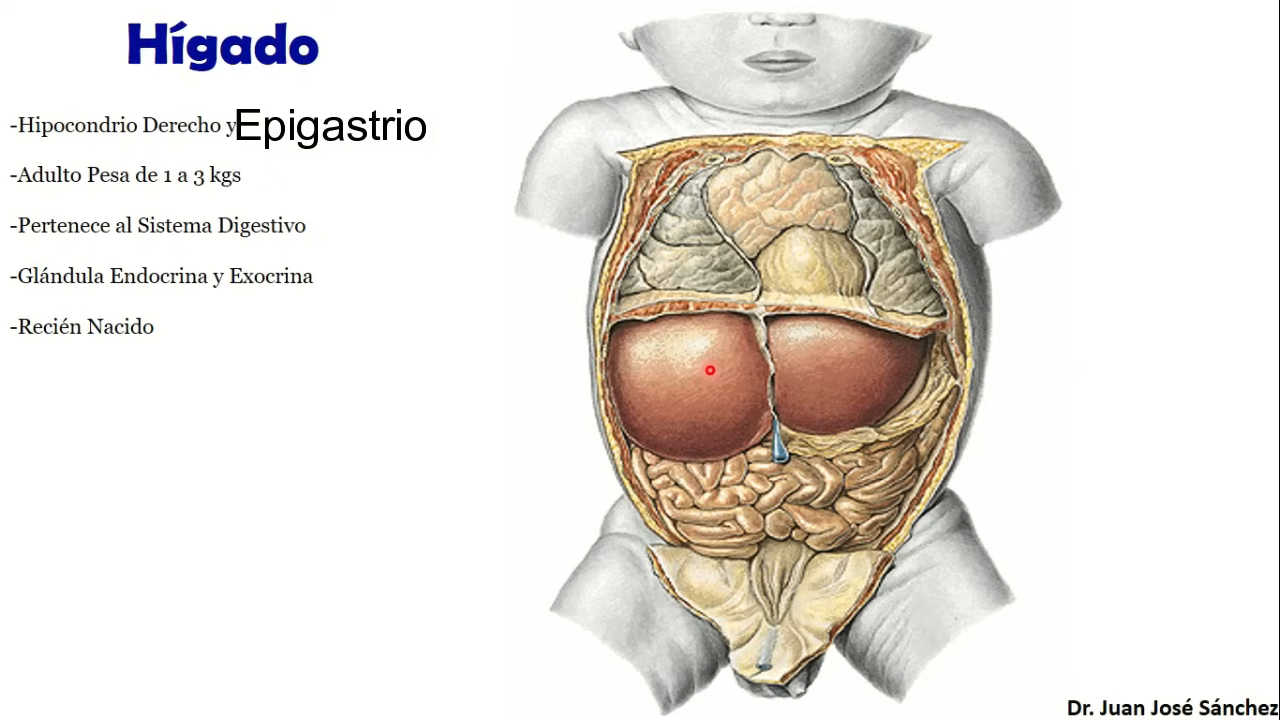 Hígado
-Hipocondrio Derecho y Epigastrio
-Adulto Pesa de 1 a 3 kgs
-Pertenece al Sistema Digestivo
-Glándula Endocrina y Exocrina
-Recién Nacido
Dr. Juan José Sánchez